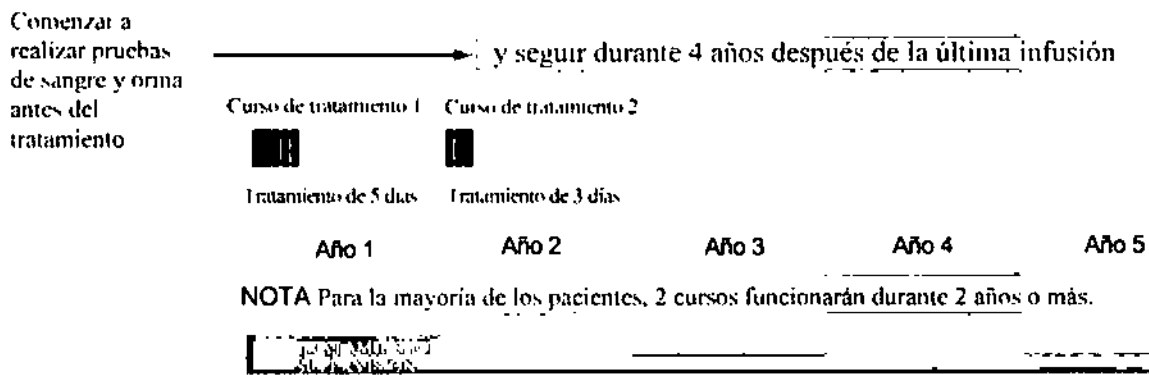 Comenzar a
realizar pruebas
de sangre y orina
antes del
tratamiento
y seguir durante 4 años después de la última infusión
Curso de tratamiento 1 Curso de tratamiento 2
Tratamiento de 5 días Tratamiento de 3 días
Año 1 Año 2 Año 3 Año 4 Año 5
NOTA Para la mayoría de los pacientes, 2 cursos funcionarán durante 2 años o más.